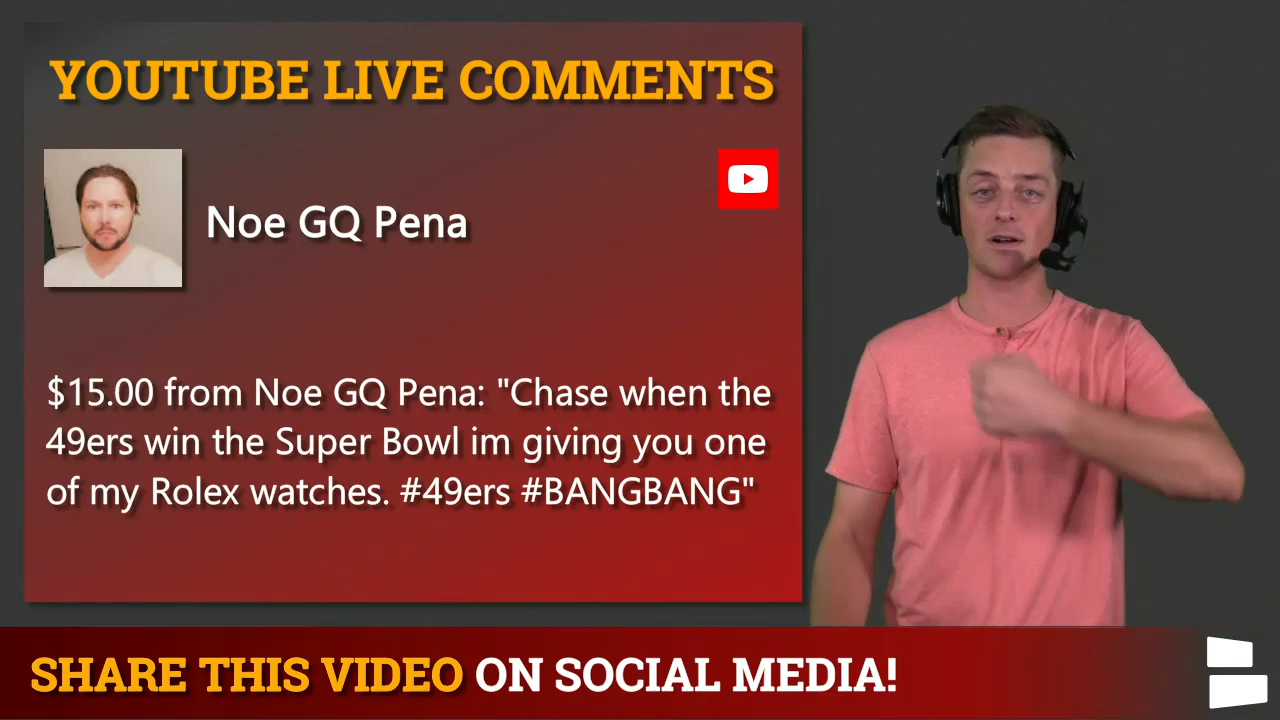 YOUTUBE LIVE COMMENTS
Noe GQ Pena
$15.00 from Noe GQ Pena: "Chase when the
49ers win the Super Bowl im giving you one
of my Rolex watches. #49ers #BANGBANG"
SHARE THIS VIDEO ON SOCIAL MEDIA!